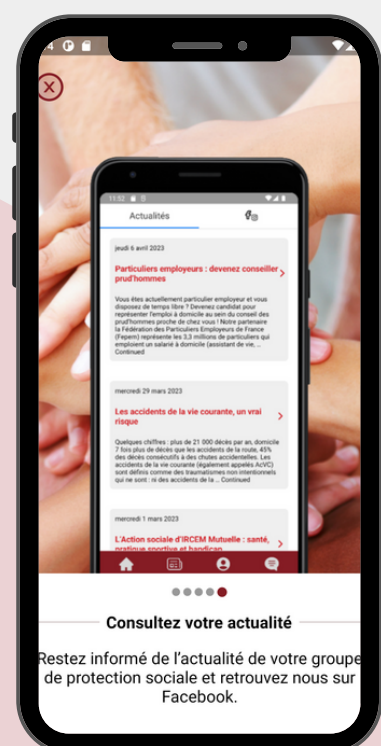 11:52
Actualités
jeudi 6 avril 2023
Particuliers employeurs : devenez conseiller
prud'hommes
Vous êtes actuellement particulier employeur et vous
disposez de temps libre ? Devenez candidat pour
représenter l'emploi à domicile au sein du conseil des
prud'hommes proche de chez vous ! Notre partenaire
la Fédération des Particuliers Employeurs de France
(Fepem) représente les 3,3 millions de particuliers qui
emploient un salarié à domicile (assistant de vie, ...
Continued
mercredi 29 mars 2023
Les accidents de la vie courante, un vrai
risque
Quelques chiffres : plus de 21 000 décès par an, domicile
7 fois plus de décès que les accidents de la route, 45%
des décès consécutifs à des chutes accidentelles. Les
accidents de la vie courante (également appelés AcVC)
sont définis comme des traumatismes non intentionnels
qui ne sont : ni des accidents de la ... Continued
mercredi 1 mars 2023
L'Action sociale d'IRCEM Mutuelle : santé,
pratique sportive et handicap
Consultez votre actualité
Restez informé de l'actualité de votre groupe
de protection sociale et retrouvez nous sur
Facebook.